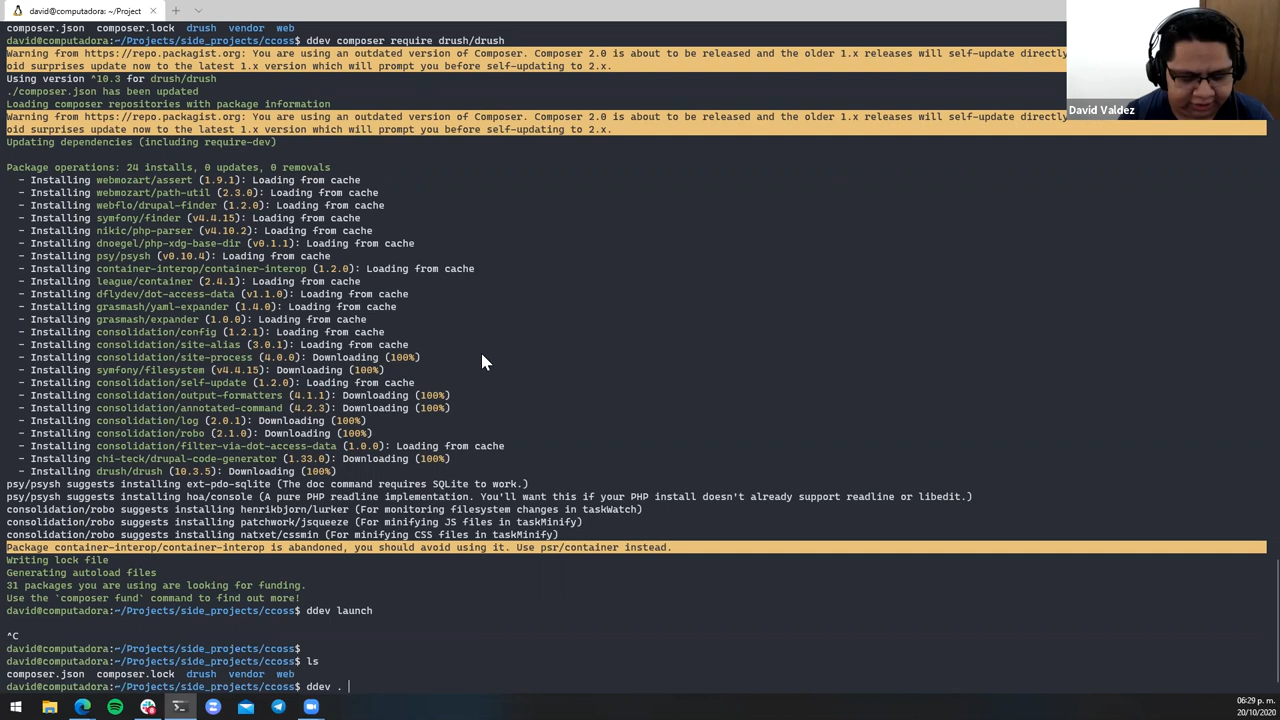 david@computadora: ~/Project
composer.json  composer.lock  drush  vendor  web
david@computadora:~/Projects/side_projects/ccoss$ ddev composer require drush/drush
Warning from https://repo.packagist.org: You are using an outdated version of Composer. Composer 2.0 is about to be released and the older 1.x releases will self-update directly
oid surprises update now to the latest 1.x version which will prompt you before self-updating to 2.x.
Using version ^10.3 for drush/drush
./composer.json has been updated
Loading composer repositories with package information
Warning from https://repo.packagist.org: You are using an outdated version of Composer. Composer 2.0 is about to be released and the older 1.x releases will self-update directly
oid surprises update now to the latest 1.x version which will prompt you before self-updating to 2.x.
Updating dependencies (including require-dev)
Package operations: 24 installs, 0 updates, 0 removals
- Installing webmozart/assert (1.9.1): Loading from cache
- Installing webmozart/path-util (2.3.0): Loading from cache
- Installing webflo/drupal-finder (1.2.0): Loading from cache
- Installing symfony/finder (v4.4.15): Loading from cache
- Installing nikic/php-parser (v4.10.2): Loading from cache
- Installing dnoegel/php-xdg-base-dir (v0.1.1): Loading from cache
- Installing psy/psysh (v0.10.4): Loading from cache
- Installing container-interop/container-interop (1.2.0): Loading from cache
- Installing league/container (2.4.1): Loading from cache
- Installing dflydev/dot-access-data (v1.1.0): Loading from cache
- Installing grasmash/yaml-expander (1.4.0): Loading from cache
- Installing grasmash/expander (1.0.0): Loading from cache
- Installing consolidation/config (1.2.1): Loading from cache
- Installing consolidation/site-alias (3.0.1): Loading from cache
- Installing consolidation/site-process (4.0.0): Downloading (100%)
- Installing symfony/filesystem (v4.4.15): Downloading (100%)
- Installing consolidation/self-update (1.2.0): Loading from cache
- Installing consolidation/output-formatters (4.1.1): Downloading (100%)
- Installing consolidation/annotated-command (4.2.3): Downloading (100%)
- Installing consolidation/log (2.0.1): Downloading (100%)
- Installing consolidation/robo (2.1.0): Downloading (100%)
- Installing consolidation/filter-via-dot-access-data (1.0.0): Loading from cache
- Installing chi-teck/drupal-code-generator (1.33.0): Downloading (100%)
- Installing drush/drush (10.3.5): Downloading (100%)
psy/psysh suggests installing ext-pdo-sqlite (The doc command requires SQLite to work.)
psy/psysh suggests installing hoa/console (A pure PHP readline implementation. You'll want this if your PHP install doesn't already support readline or libedit.)
consolidation/robo suggests installing henrikbjorn/lurker (For monitoring filesystem changes in taskWatch)
consolidation/robo suggests installing patchwork/jsqueeze (For minifying JS files in taskMinify)
consolidation/robo suggests installing natxet/cssmin (For minifying CSS files in taskMinify)
Package container-interop/container-interop is abandoned, you should avoid using it. Use psr/container instead.
Writing lock file
Generating autoload files
31 packages you are using are looking for funding.
Use the `composer fund` command to find out more!
david@computadora:~/Projects/side_projects/ccoss$ ddev launch
^C
david@computadora:~/Projects/side_projects/ccoss$
david@computadora:~/Projects/side_projects/ccoss$ ls
composer.json  composer.lock  drush  vendor  web
david@computadora:~/Projects/side_projects/ccoss$ ddev .
David Valdez
06:29 p. m.
20/10/2020